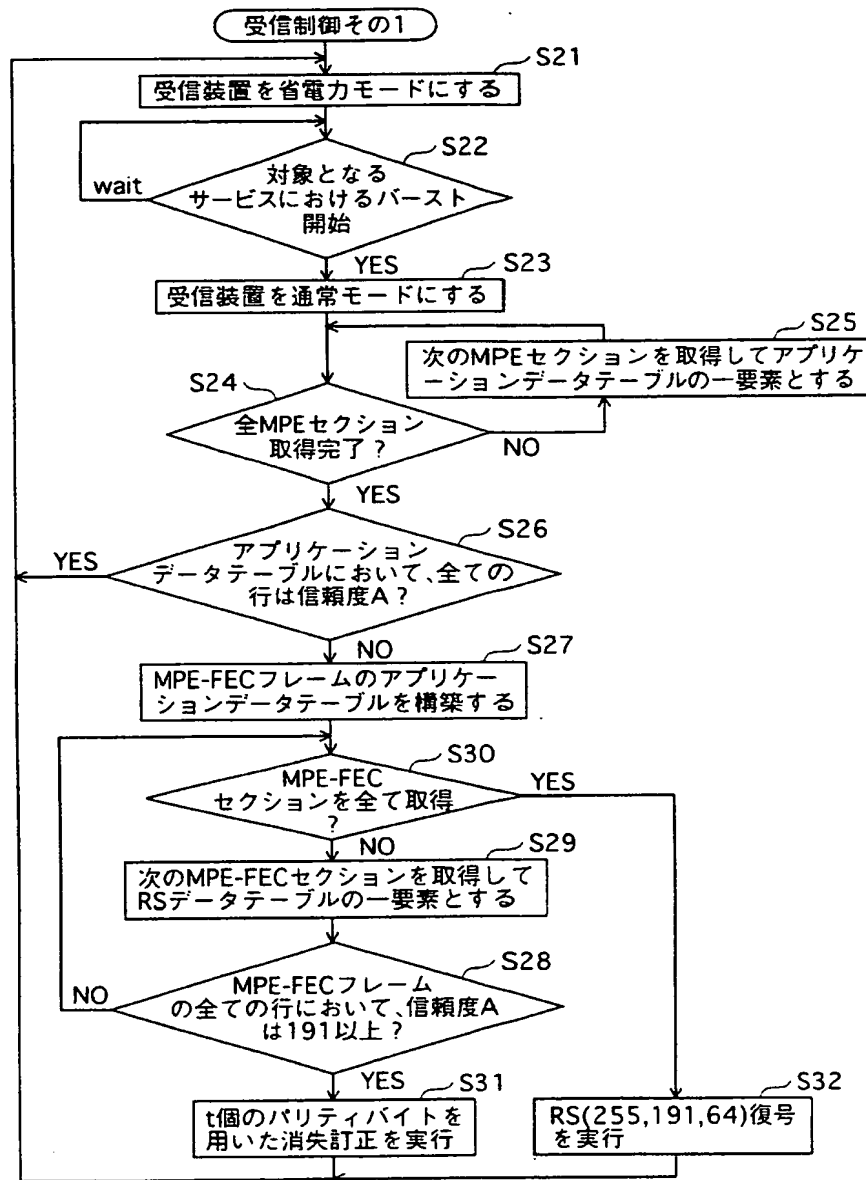 受信制御その1
S21
受信装置を省電力モードにする
S22
対象となる
サービスにおけるバースト
開始
wait
YES
S23
受信装置を通常モードにする
S25
次のMPEセクションを取得してアプリケ
ーションデータテーブルの一要素とする
S24
全MPEセクション
取得完了?
NO
YES
S26
アプリケーション
データテーブルにおいて、全ての
行は信頼度A?
YES
NO
S27
MPE-FECフレームのアプリケー
ションデータテーブルを構築する
S30
MPE-FEC
セクションを全て取得
?
YES
NO
S29
次のMPE-FECセクションを取得して
RSデータテーブルの一要素とする
S28
MPE-FECフレーム
の全ての行において、信頼度A
は191以上?
NO
YES
S31
t個のパリティバイトを
用いた消失訂正を実行
S32
RS(255,191,64)復号
を実行